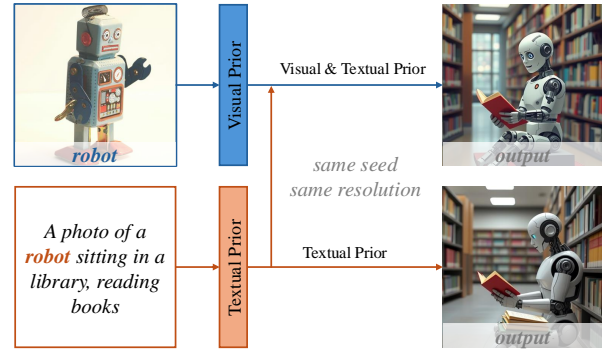 robot
Visual Prior
Visual & Textual Prior
output
same seed
same resolution
A photo of a
robot sitting in a
library, reading
books
Textual Prior
Textual Prior
output